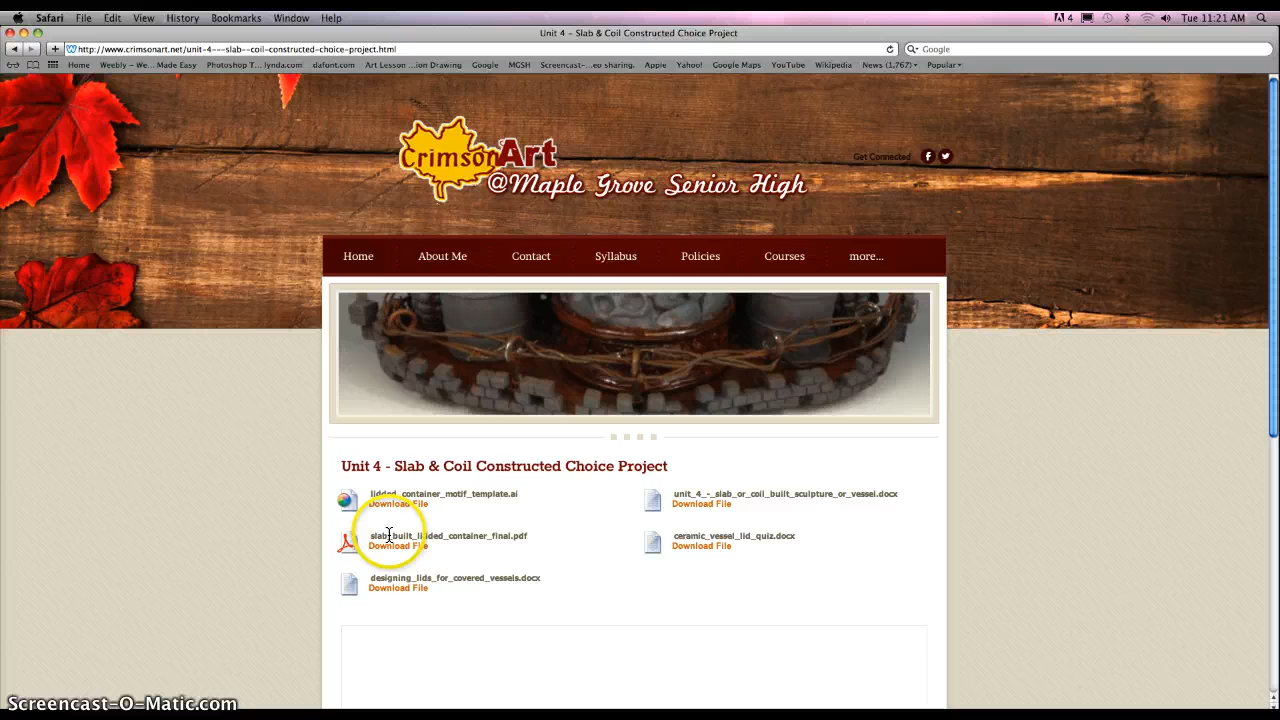 Safari File Edit View History Bookmarks Window Help 4 Tue 11:21 AM
Unit 4 - Slab & Coil Constructed Choice Project
http://www.crimsonart.net/unit-4---slab--coil-constructed-choice-project.html Google
Home Weebly - We... Made Easy Photoshop T... lynda.com dafont.com Art Lesson ...ion Drawing Google MGSH Screencast-...eo sharing. Apple Yahoo! Google Maps YouTube Wikipedia News (1,767) Popular
CrimsonArt
Get Connected
@Maple Grove Senior High
Home About Me Contact Syllabus Policies Courses more...
Unit 4 - Slab & Coil Constructed Choice Project
lidded_container_motif_template.ai
Download File
unit_4_-_slab_or_coil_built_sculpture_or_vessel.docx
Download File
slab_built_lidded_container_final.pdf
Download File
ceramic_vessel_lid_quiz.docx
Download File
designing_lids_for_covered_vessels.docx
Download File
Screencast-O-Matic.com